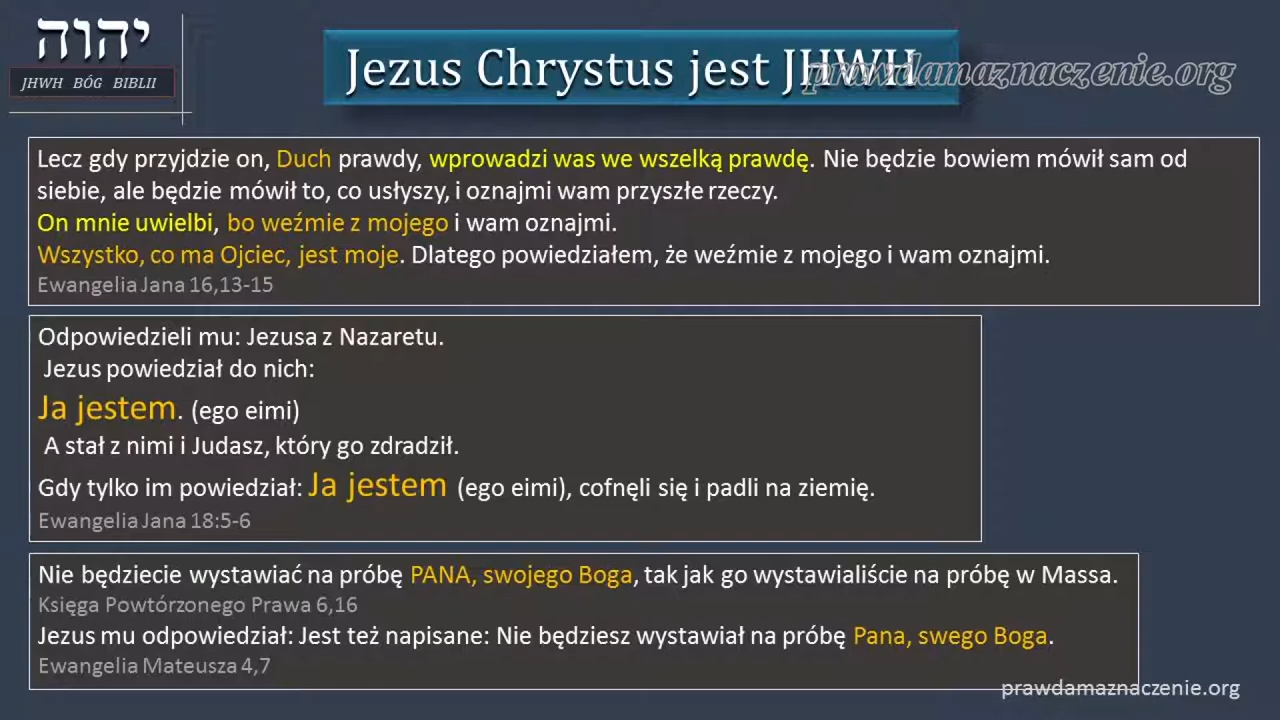 יהוה
JHWH BÓG BIBLII
Jezus Chrystus jest JHWH
prawdamaznaczenie.org
Lecz gdy przyjdzie on, Duch prawdy, wprowadzi was we wszelką prawdę. Nie będzie bowiem mówił sam od
siebie, ale będzie mówił to, co usłyszy, i oznajmi wam przyszłe rzeczy.
On mnie uwielbi, bo weźmie z mojego i wam oznajmi.
Wszystko, co ma Ojciec, jest moje. Dlatego powiedziałem, że weźmie z mojego i wam oznajmi.
Ewangelia Jana 16,13-15
Odpowiedzieli mu: Jezusa z Nazaretu.
Jezus powiedział do nich:
Ja jestem. (ego eimi)
A stał z nimi i Judasz, który go zdradził.
Gdy tylko im powiedział: Ja jestem (ego eimi), cofnęli się i padli na ziemię.
Ewangelia Jana 18:5-6
Nie będziecie wystawiać na próbę PANA, swojego Boga, tak jak go wystawialiście na próbę w Massa.
Księga Powtórzonego Prawa 6,16
Jezus mu odpowiedział: Jest też napisane: Nie będziesz wystawiał na próbę Pana, swego Boga.
Ewangelia Mateusza 4,7
prawdamaznaczenie.org